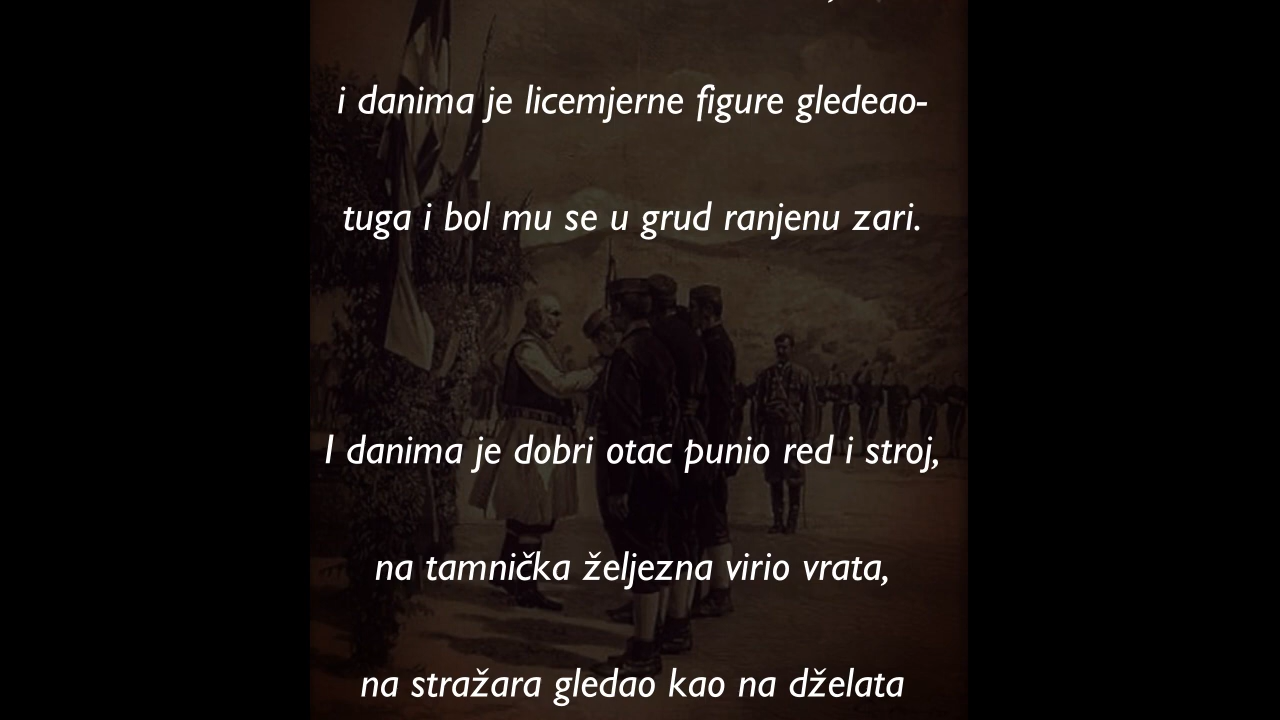 i danima je licemjerne figure gledeao-
tuga i bol mu se u grud ranjenu zari.
I danima je dobri otac punio red i stroj,
na tamnička željezna virio vrata,
na stražara gledao kao na dželata